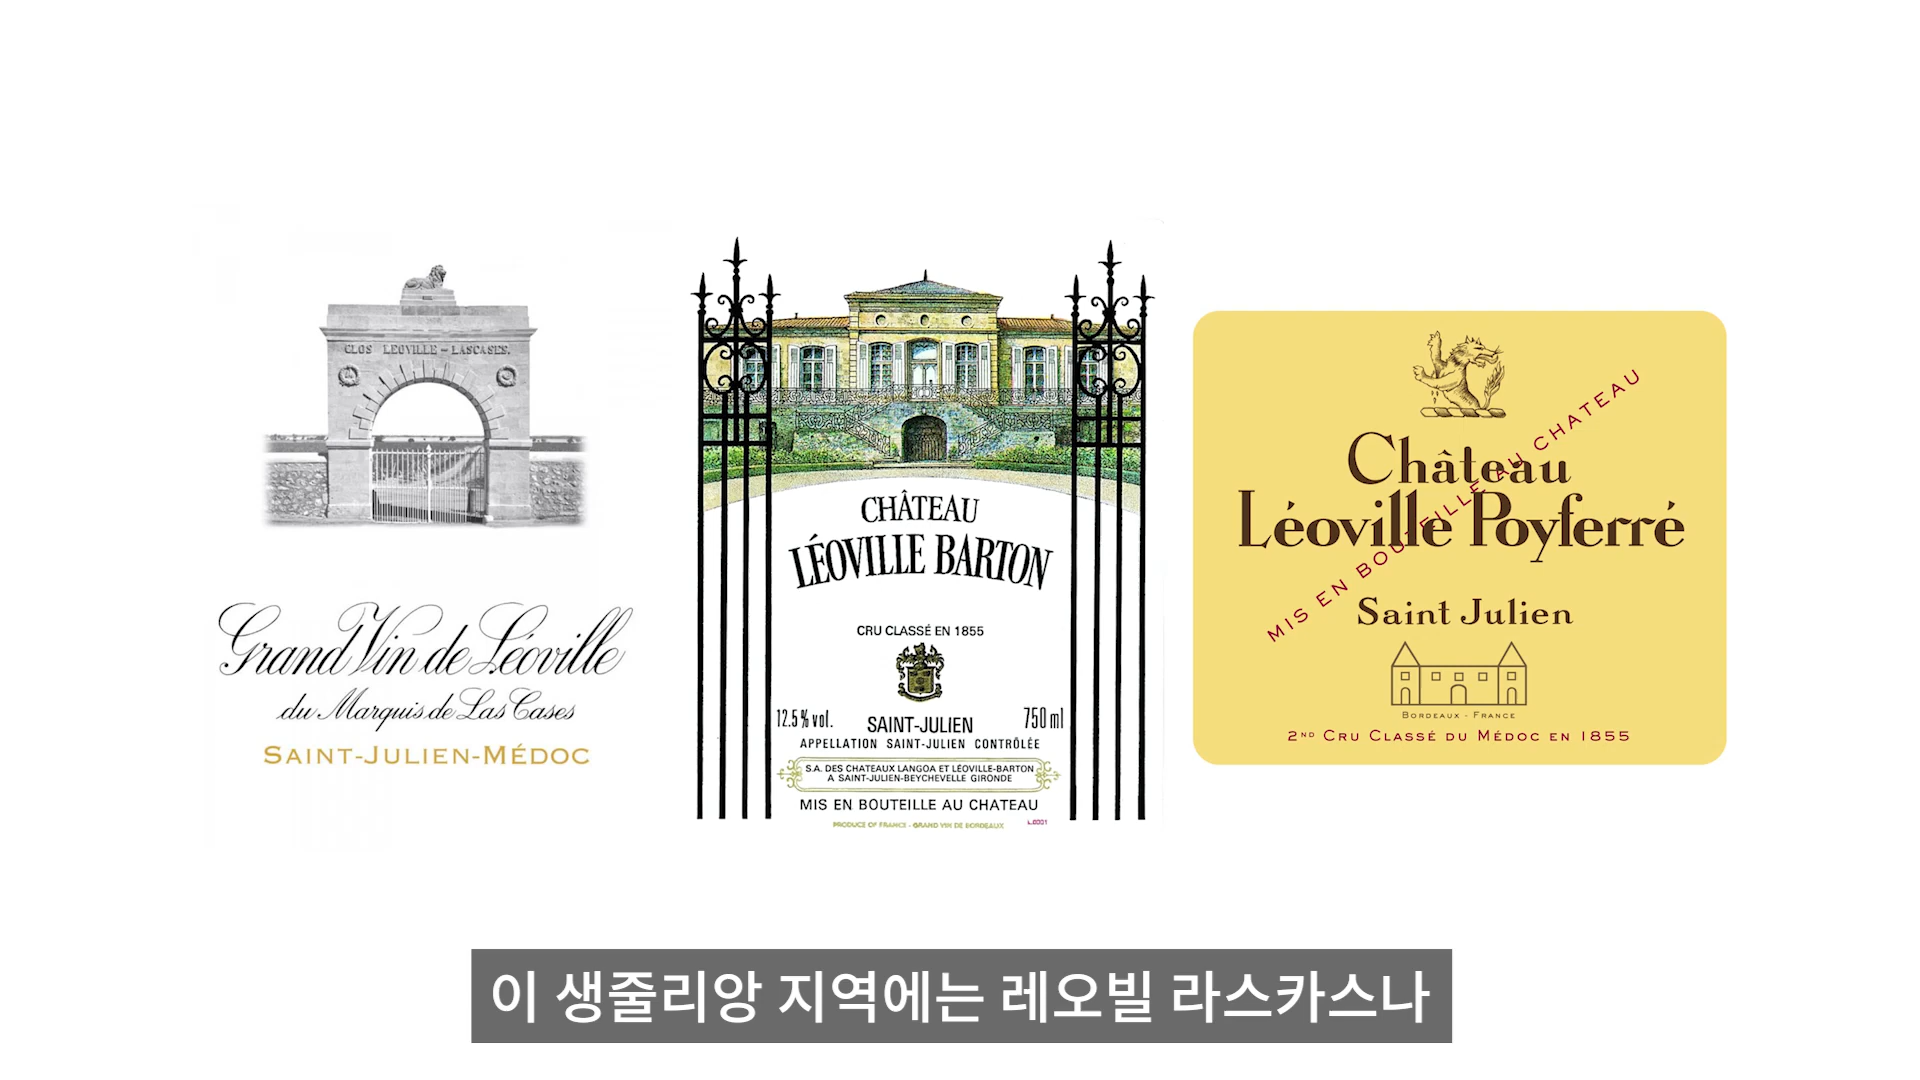 CLOS LEOVILLE-LASCASES.
Grand Vin de Léoville
du Marquis de Las Cases
SAINT-JULIEN-MÉDOC
CHÂTEAU
LÉOVILLE BARTON
CRU CLASSÉ EN 1855
12.5% vol.
SAINT-JULIEN
750 ml
APPELLATION SAINT-JULIEN CONTRÔLÉE
S.A. DES CHATEAUX LANGOA ET LÉOVILLE-BARTON
A SAINT-JULIEN-BEYCHEVELLE GIRONDE
MIS EN BOUTEILLE AU CHATEAU
PRODUCE OF FRANCE - GRAND VIN DE BORDEAUX
L.0001
Château
Léoville Poyferré
MIS EN BOUTEILLE AU CHATEAU
Saint Julien
BORDEAUX - FRANCE
2ND CRU CLASSÉ DU MÉDOC EN 1855
이 생줄리앙 지역에는 레오빌 라스카스나